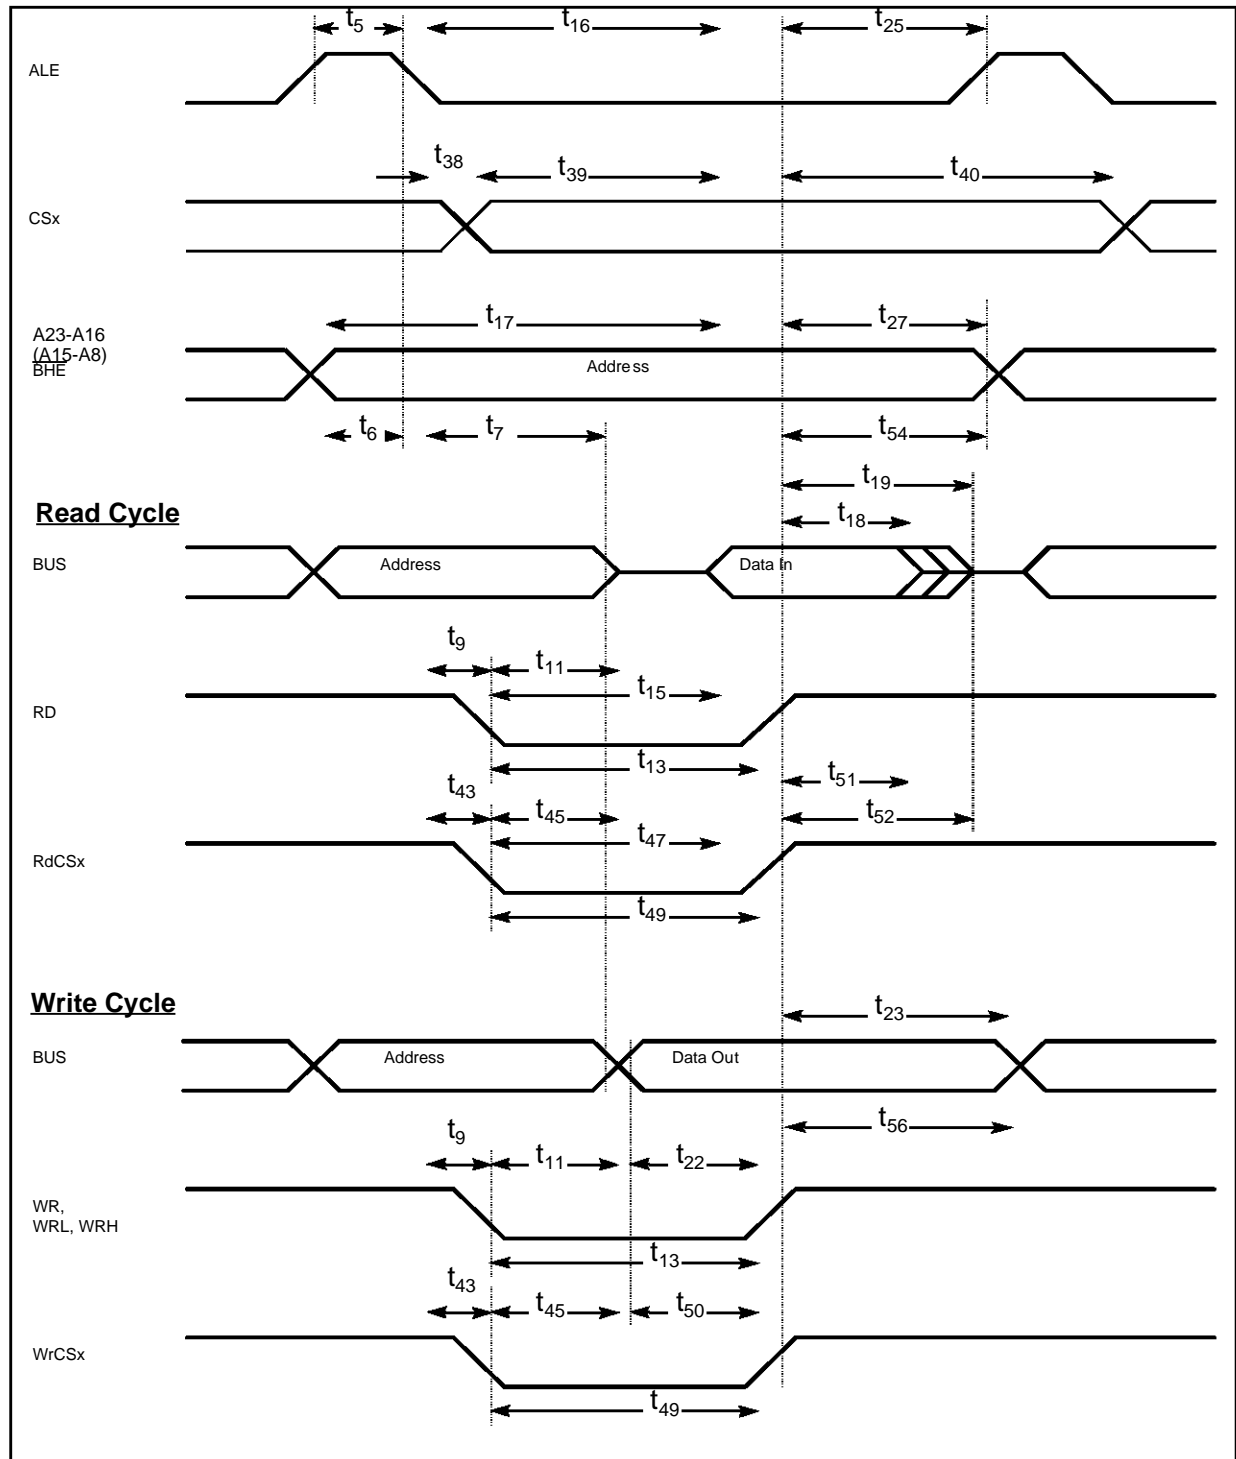 t5 t16 t25
ALE
t38 t39 t40
CSx
t17 t27
A23-A16
(A15-A8)
BHE
Address
t6 t7 t54
t19
Read Cycle
t18
BUS Address Data In
t9 t11
t15
RD
t13
t51
t43 t45 t52
t47
RdCSx
t49
Write Cycle
t23
BUS Address Data Out
t56
t9 t11 t22
WR,
WRL, WRH
t13
t43 t45 t50
WrCSx
t49